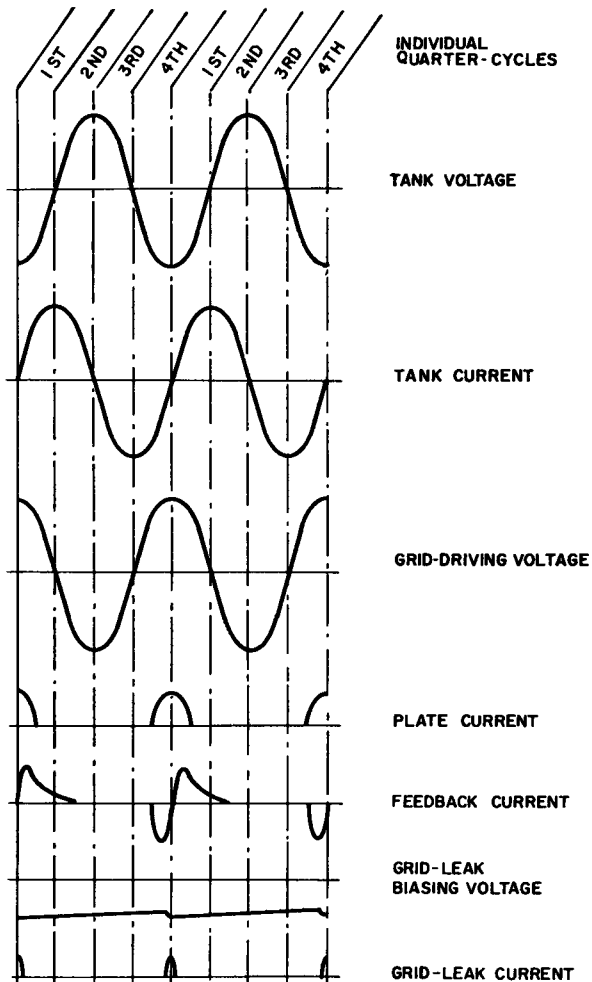 1ST 2ND 3RD 4TH 1ST 2ND 3RD 4TH
INDIVIDUAL
QUARTER-CYCLES
TANK VOLTAGE
TANK CURRENT
GRID-DRIVING VOLTAGE
PLATE CURRENT
FEEDBACK CURRENT
GRID-LEAK
BIASING VOLTAGE
GRID-LEAK CURRENT